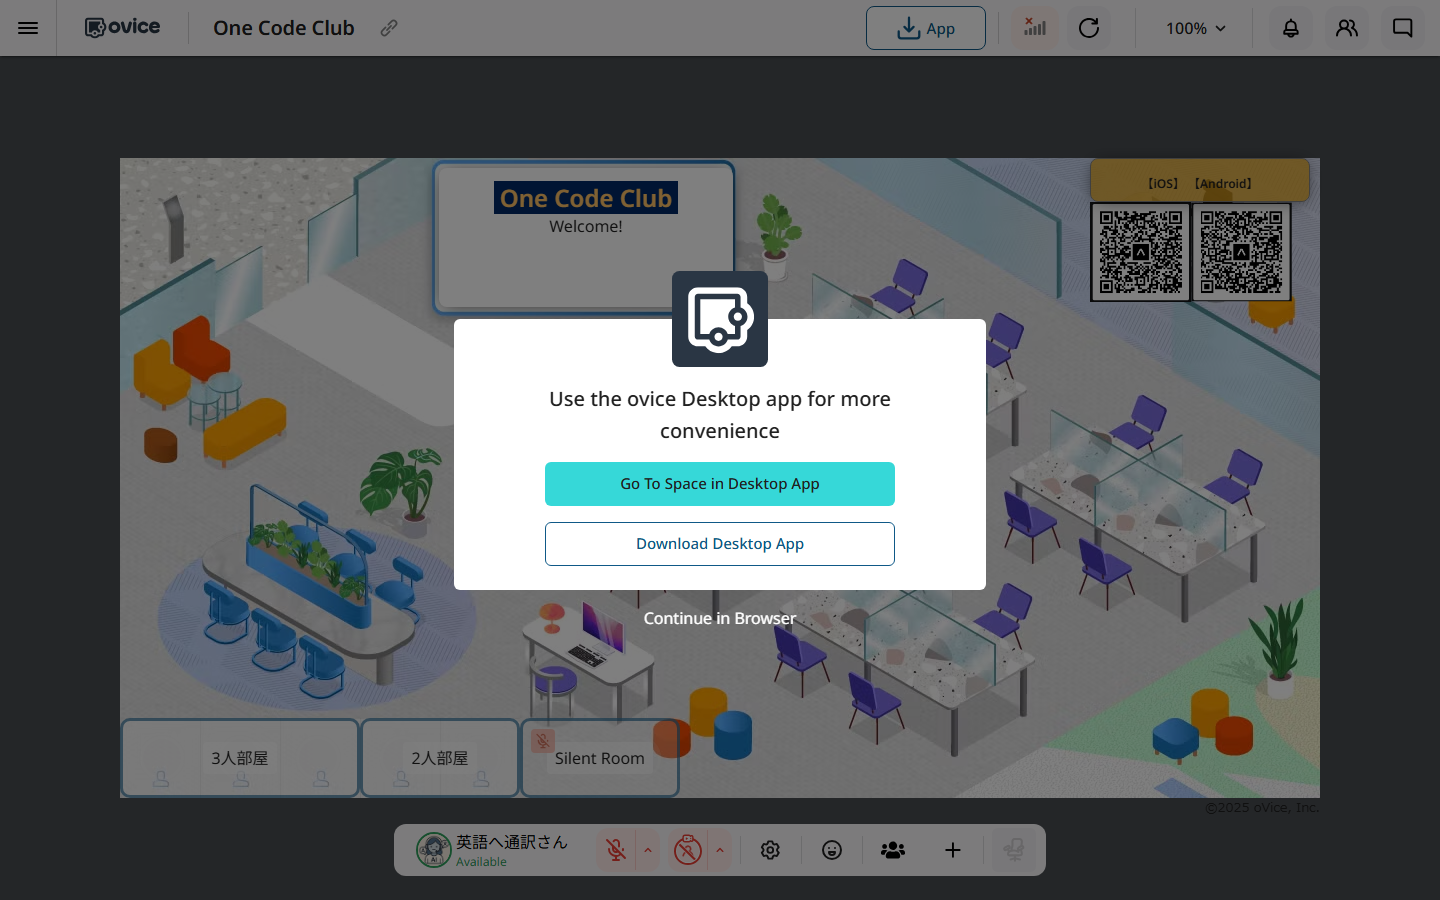 ovice
One Code Club
App
100%
One Code Club
Welcome!
【iOS】 【Android】
Use the ovice Desktop app for more
convenience
Go To Space in Desktop App
Download Desktop App
Continue in Browser
3人部屋
2人部屋
Silent Room
©2025 oVice, Inc.
英語へ通訳さん
Available